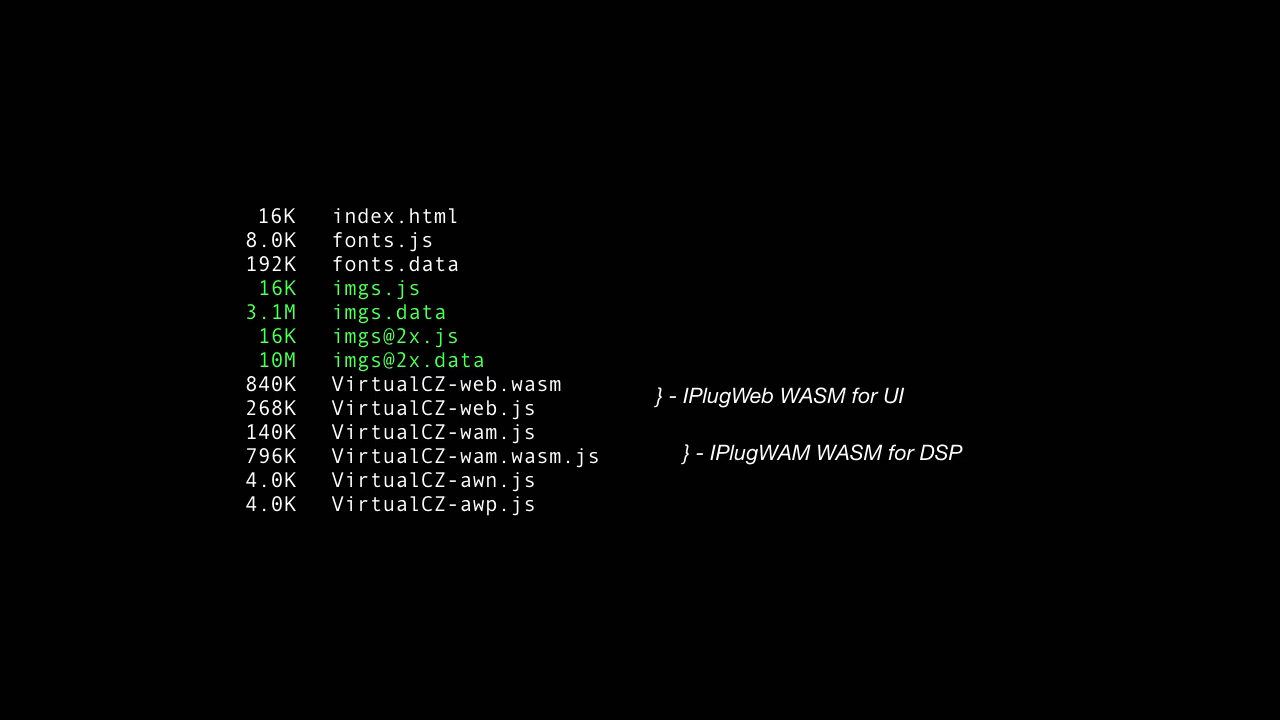 16K index.html
8.0K fonts.js
192K fonts.data
16K imgs.js
3.1M imgs.data
16K imgs@2x.js
10M imgs@2x.data
840K VirtualCZ-web.wasm
} - IPlugWeb WASM for UI
268K VirtualCZ-web.js
140K VirtualCZ-wam.js
796K VirtualCZ-wam.wasm.js
} - IPlugWAM WASM for DSP
4.0K VirtualCZ-awn.js
4.0K VirtualCZ-awp.js